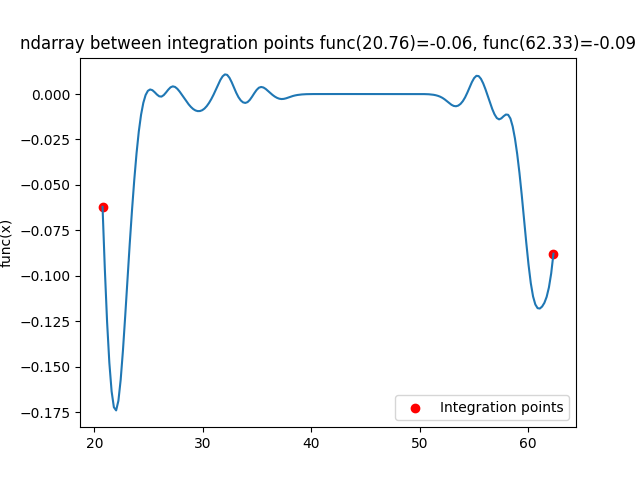 ndarray between integration points func(20.76)=-0.06, func(62.33)=-0.09
0.000
−0.025
−0.050
−0.075
−0.100
−0.125
−0.150
−0.175
func(x)
Integration points
20 30 40 50 60